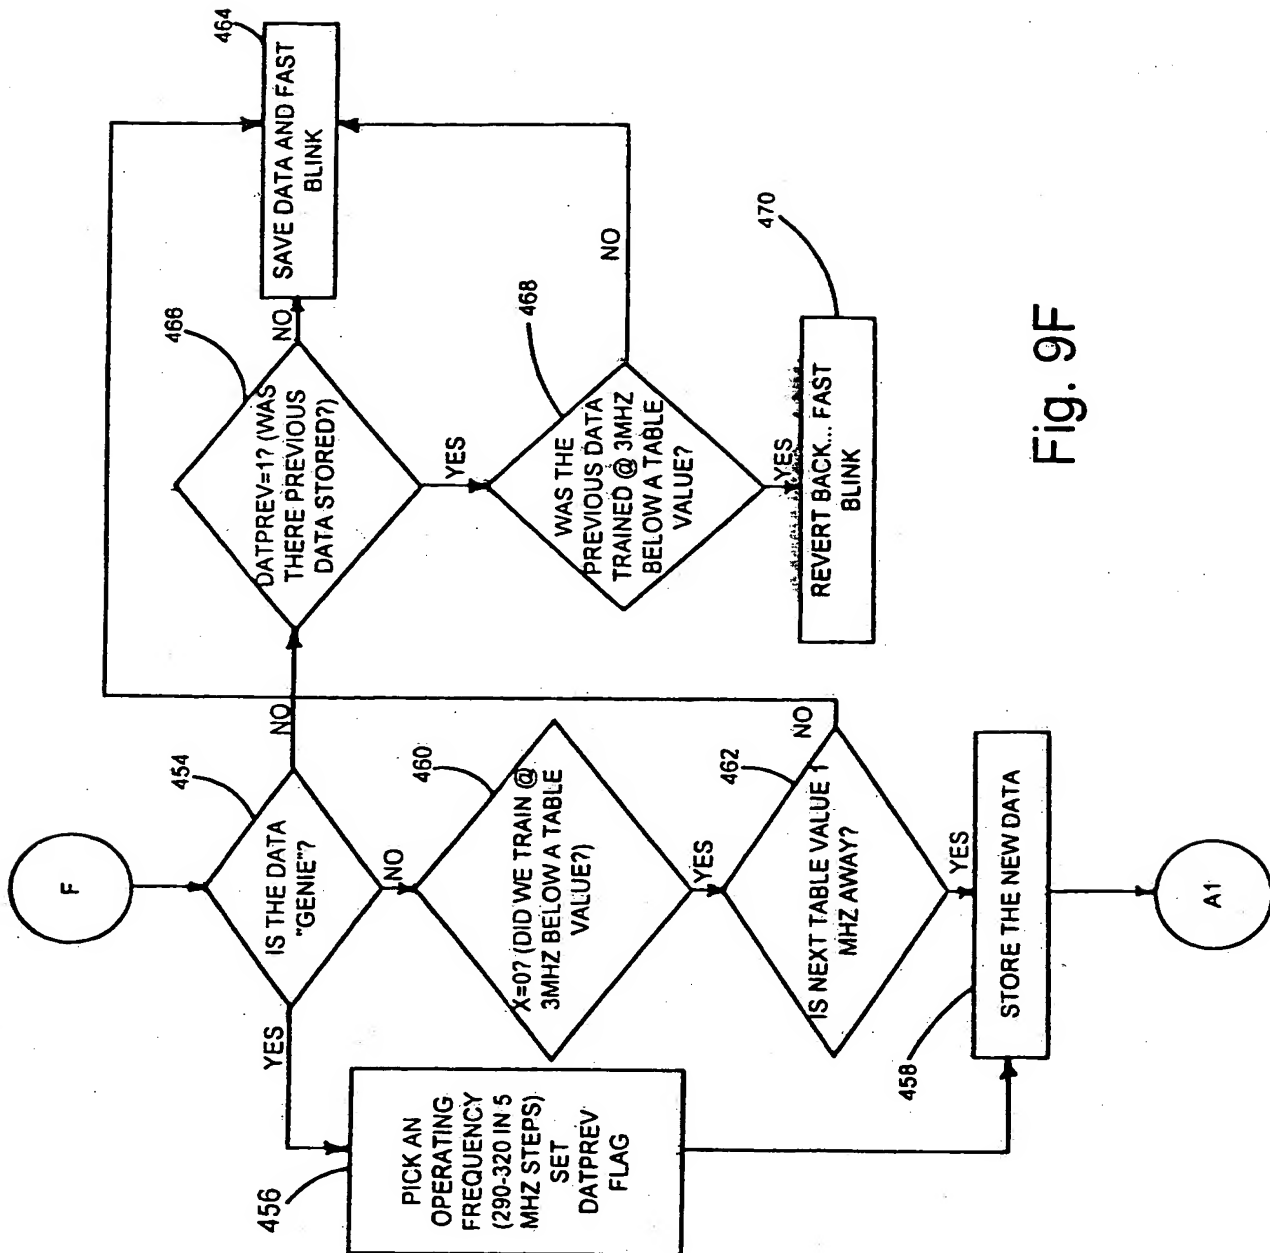 F
454
IS THE DATA
"GENIE"?
YES
NO
NO
456
PICK AN
OPERATING
FREQUENCY
(290-320 IN 5
MHZ STEPS)
SET
DATPREV
FLAG
460
X=0? (DID WE TRAIN @
3MHZ BELOW A TABLE
VALUE?)
YES
462
IS NEXT TABLE VALUE 1
MHZ AWAY?
NO
YES
458
STORE THE NEW DATA
A1
466
DATPREV=1? (WAS
THERE PREVIOUS
DATA STORED?)
NO
YES
464
SAVE DATA AND FAST
BLINK
468
WAS THE
PREVIOUS DATA
TRAINED @ 3MHZ
BELOW A TABLE
VALUE?
NO
YES
470
REVERT BACK... FAST
BLINK
Fig. 9F